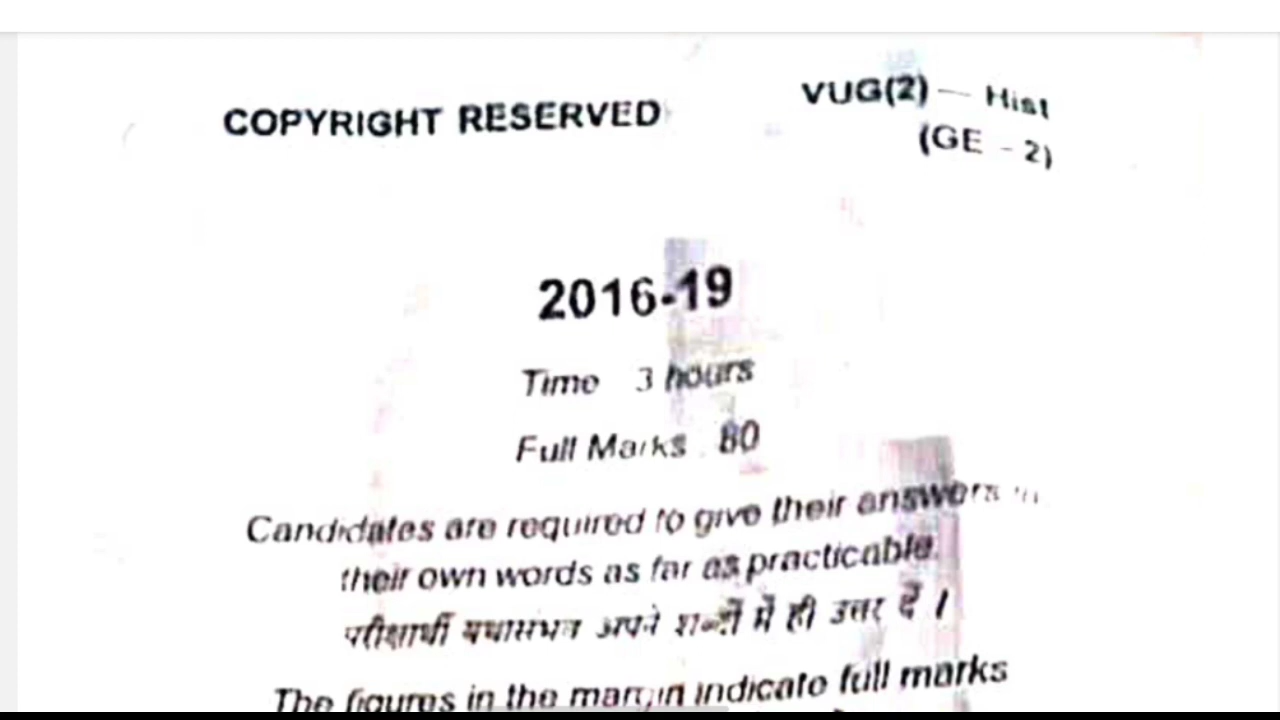 COPYRIGHT RESERVED
VUG(2) — Hist
(GE - 2)
2016-19
Time 3 hours
Full Marks 80
Candidates are required to give their answers in
their own words as far as practicable.
परीक्षार्थी यथासंभव अपने शब्दों में ही उत्तर दें ।
The figures in the margin indicate full marks